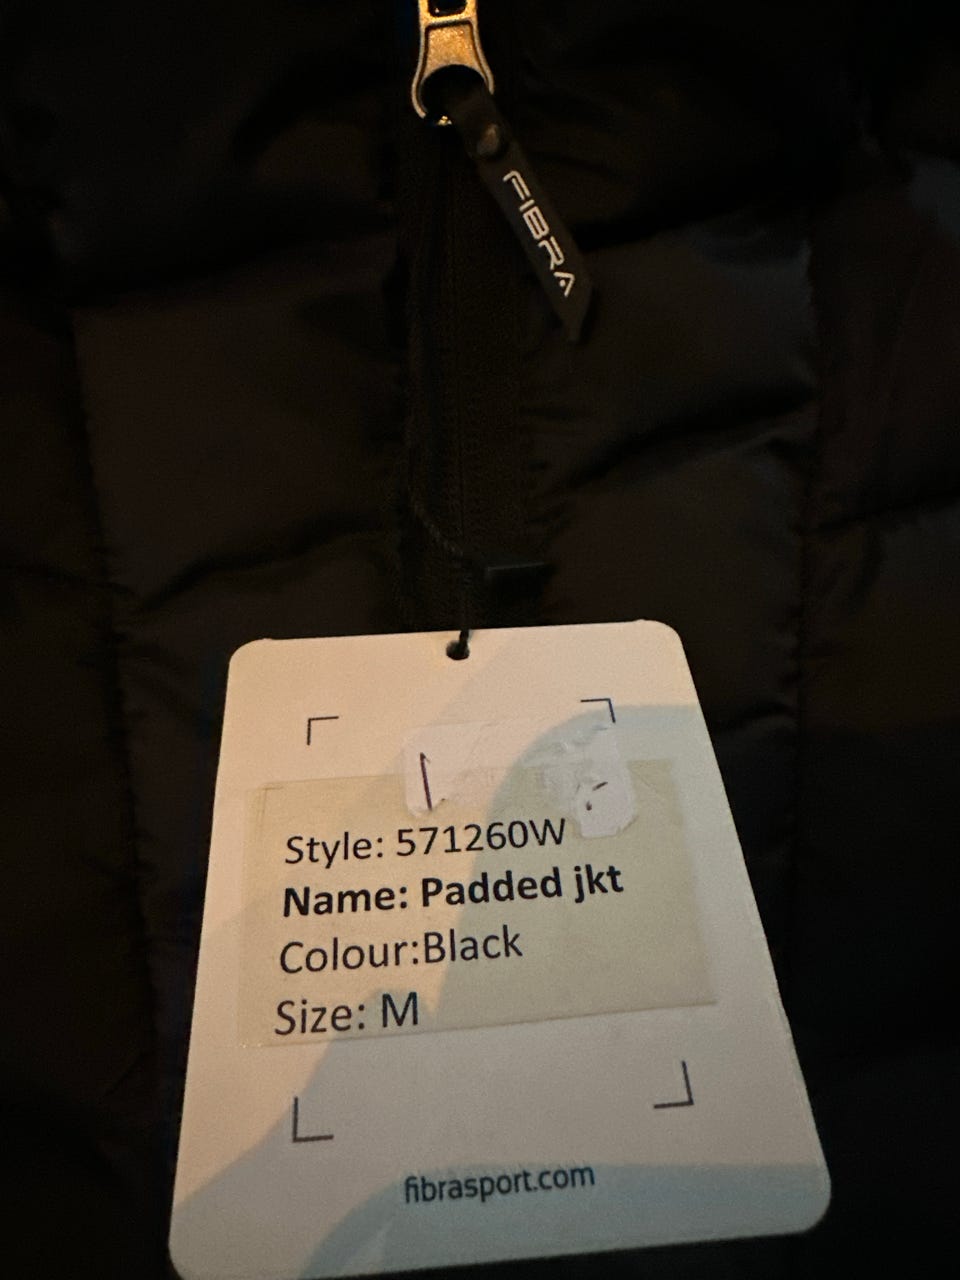 FIBRA
Style: 571260W
Name: Padded jkt
Colour:Black
Size: M
fibrasport.com